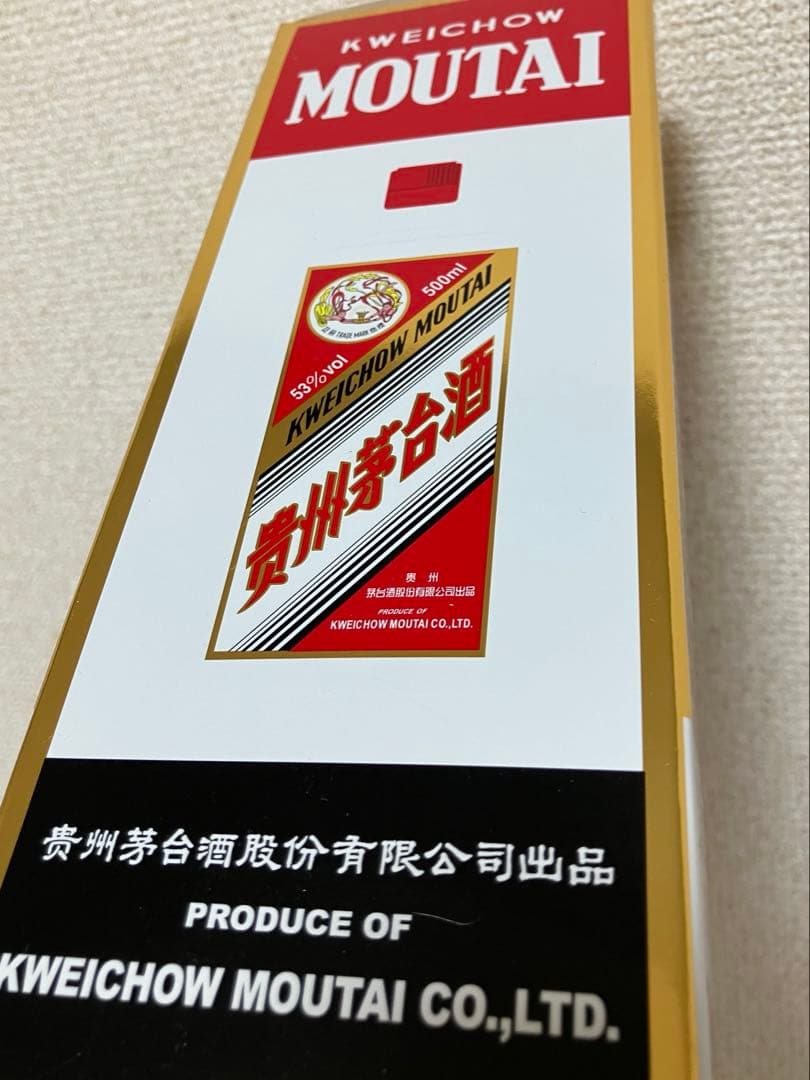 KWEICHOW
MOUTAI
500ml
TRADE MARK
53%vol
KWEICHOW MOUTAI
贵州茅台酒
贵 州
茅台酒股份有限公司出品
PRODUCE OF
KWEICHOW MOUTAI CO.,LTD.
贵州茅台酒股份有限公司出品
PRODUCE OF
KWEICHOW MOUTAI CO.,LTD.